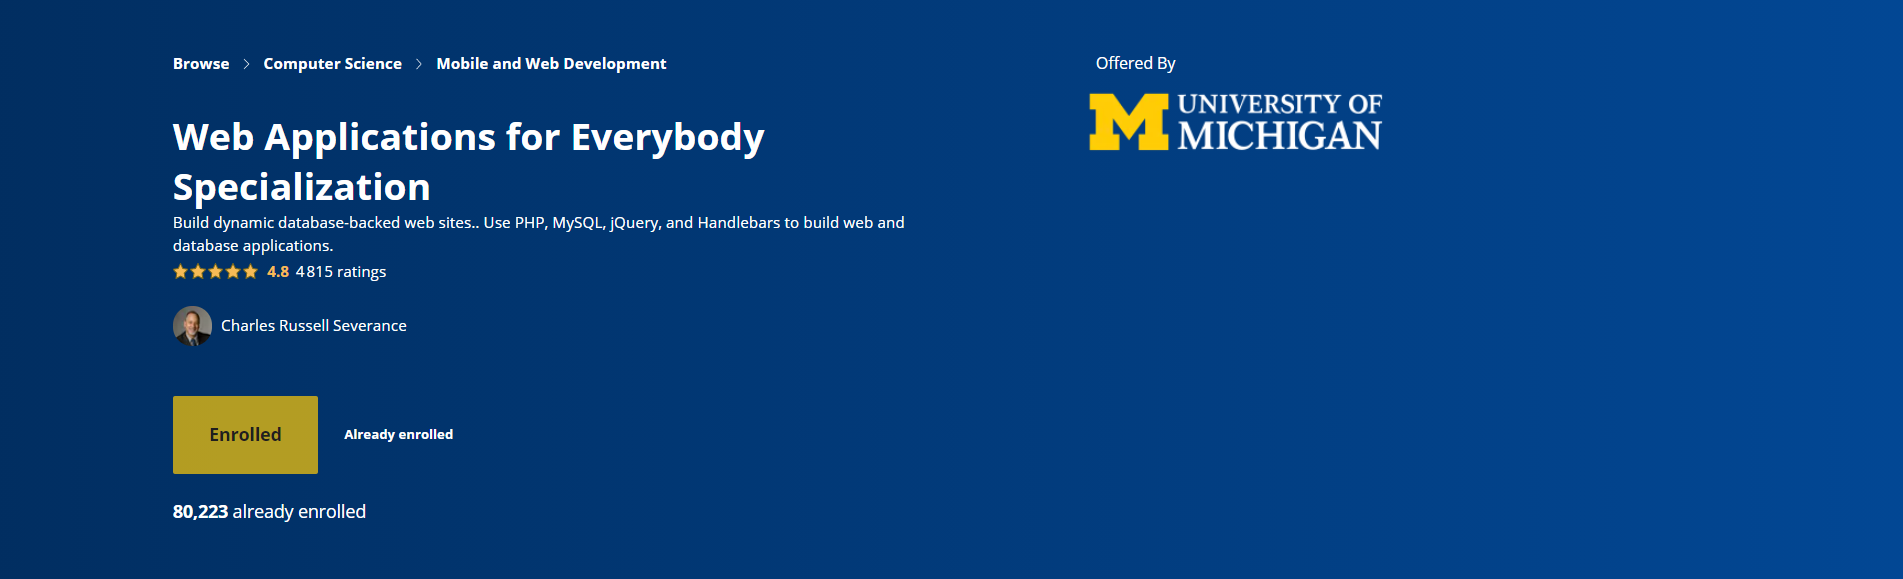 Browse > Computer Science > Mobile and Web Development
Offered By
UNIVERSITY OF
MICHIGAN
Web Applications for Everybody
Specialization
Build dynamic database-backed web sites.. Use PHP, MySQL, jQuery, and Handlebars to build web and
database applications.
4.8 4 815 ratings
Charles Russell Severance
Enrolled
Already enrolled
80,223 already enrolled